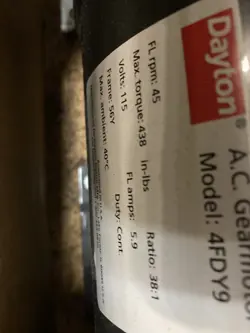 Dayton®
A.C. Gearmo
Model: 4FDY9
FL rpm: 45
Ratio: 38:1
Max. torque: 438 in-lbs
Volts: 115
FL amps: 5.9
Frame: 56Y
Duty: Cont
Max. ambient: 40°C